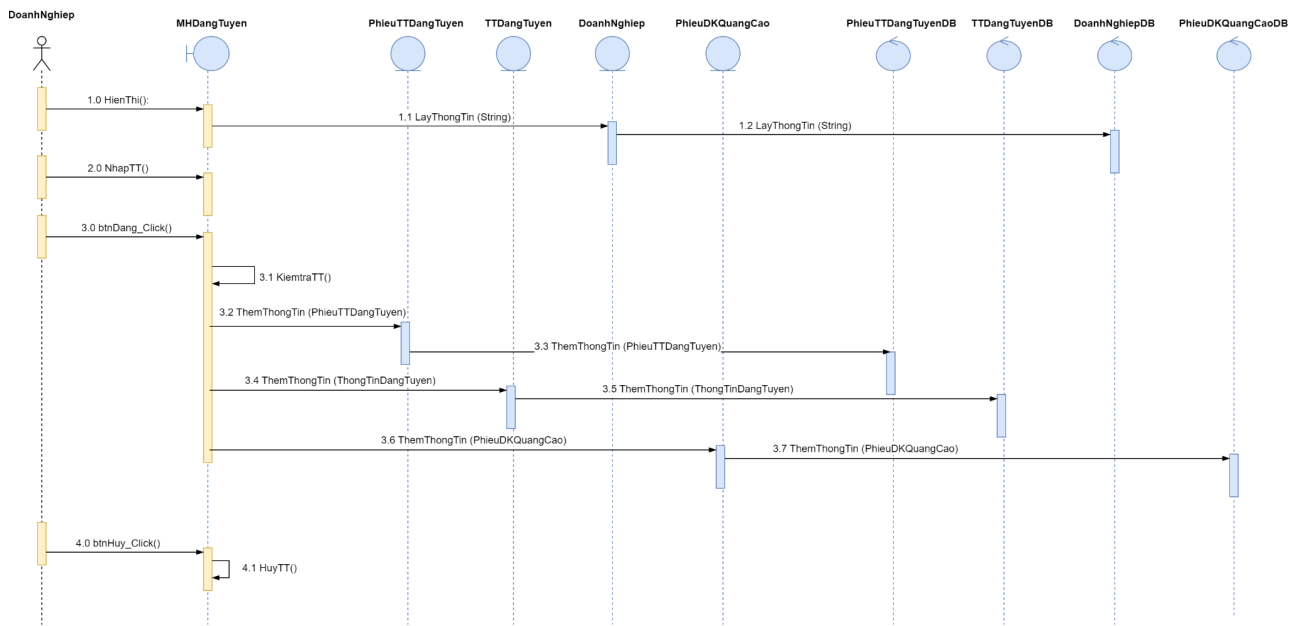 DoanhNghiep
MHDangTuyen
PhieuTTDangTuyen
TTDangTuyen
DoanhNghiep
PhieuDKQuangCao
PhieuTTDangTuyenDB
TTDangTuyenDB
DoanhNghiepDB
PhieuDKQuangCaoDB
1.0 HienThi():
1.1 LayThongTin (String)
1.2 LayThongTin (String)
2.0 NhapTT()
3.0 btnDang_Click()
3.1 KiemtraTT()
3.2 ThemThongTin (PhieuTTDangTuyen)
3.3 ThemThongTin (PhieuTTDangTuyen)
3.4 ThemThongTin (ThongTinDangTuyen)
3.5 ThemThongTin (ThongTinDangTuyen)
3.6 ThemThongTin (PhieuDKQuangCao)
3.7 ThemThongTin (PhieuDKQuangCao)
4.0 btnHuy_Click()
4.1 HuyTT()